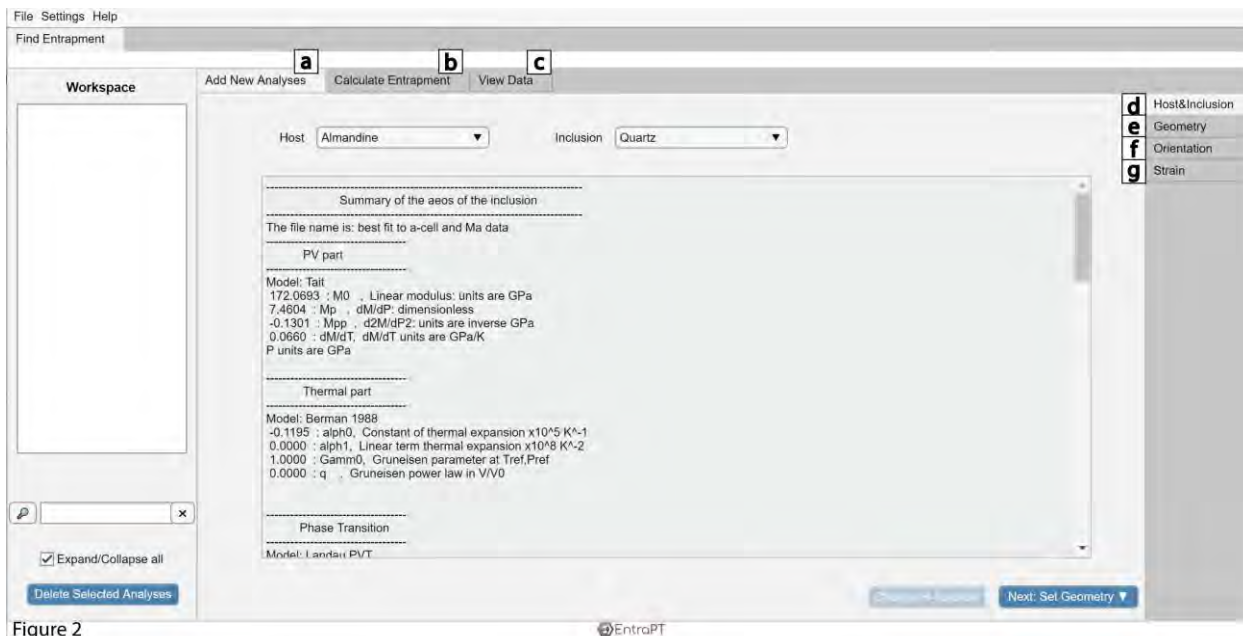 File Settings Help
Find Entrapment
a b c
Workspace
Add New Analyses Calculate Entrapment View Data
d Host&Inclusion
e Geometry
f Orientation
g Strain
Host Almandine Inclusion Quartz
Summary of the aeos of the inclusion
The file name is: best fit to a-cell and Ma data
PV part
Model: Tait
172.0693 : M0 , Linear modulus: units are GPa
7.4604 : Mp , dM/dP: dimensionless
-0.1301 : Mpp , d2M/dP2: units are inverse GPa
0.0660 : dM/dT, dM/dT units are GPa/K
P units are GPa
Thermal part
Model: Berman 1988
-0.1195 : alph0, Constant of thermal expansion x10^5 K^-1
0.0000 : alph1, Linear term thermal expansion x10^8 K^-2
1.0000 : Gamm0, Gruneisen parameter at Tref,Pref
0.0000 : q , Gruneisen power law in V/V0
Phase Transition
Model: Landau PVT
Expand/Collapse all
Delete Selected Analyses
Next: Set Geometry
Figure 2
EntraPT